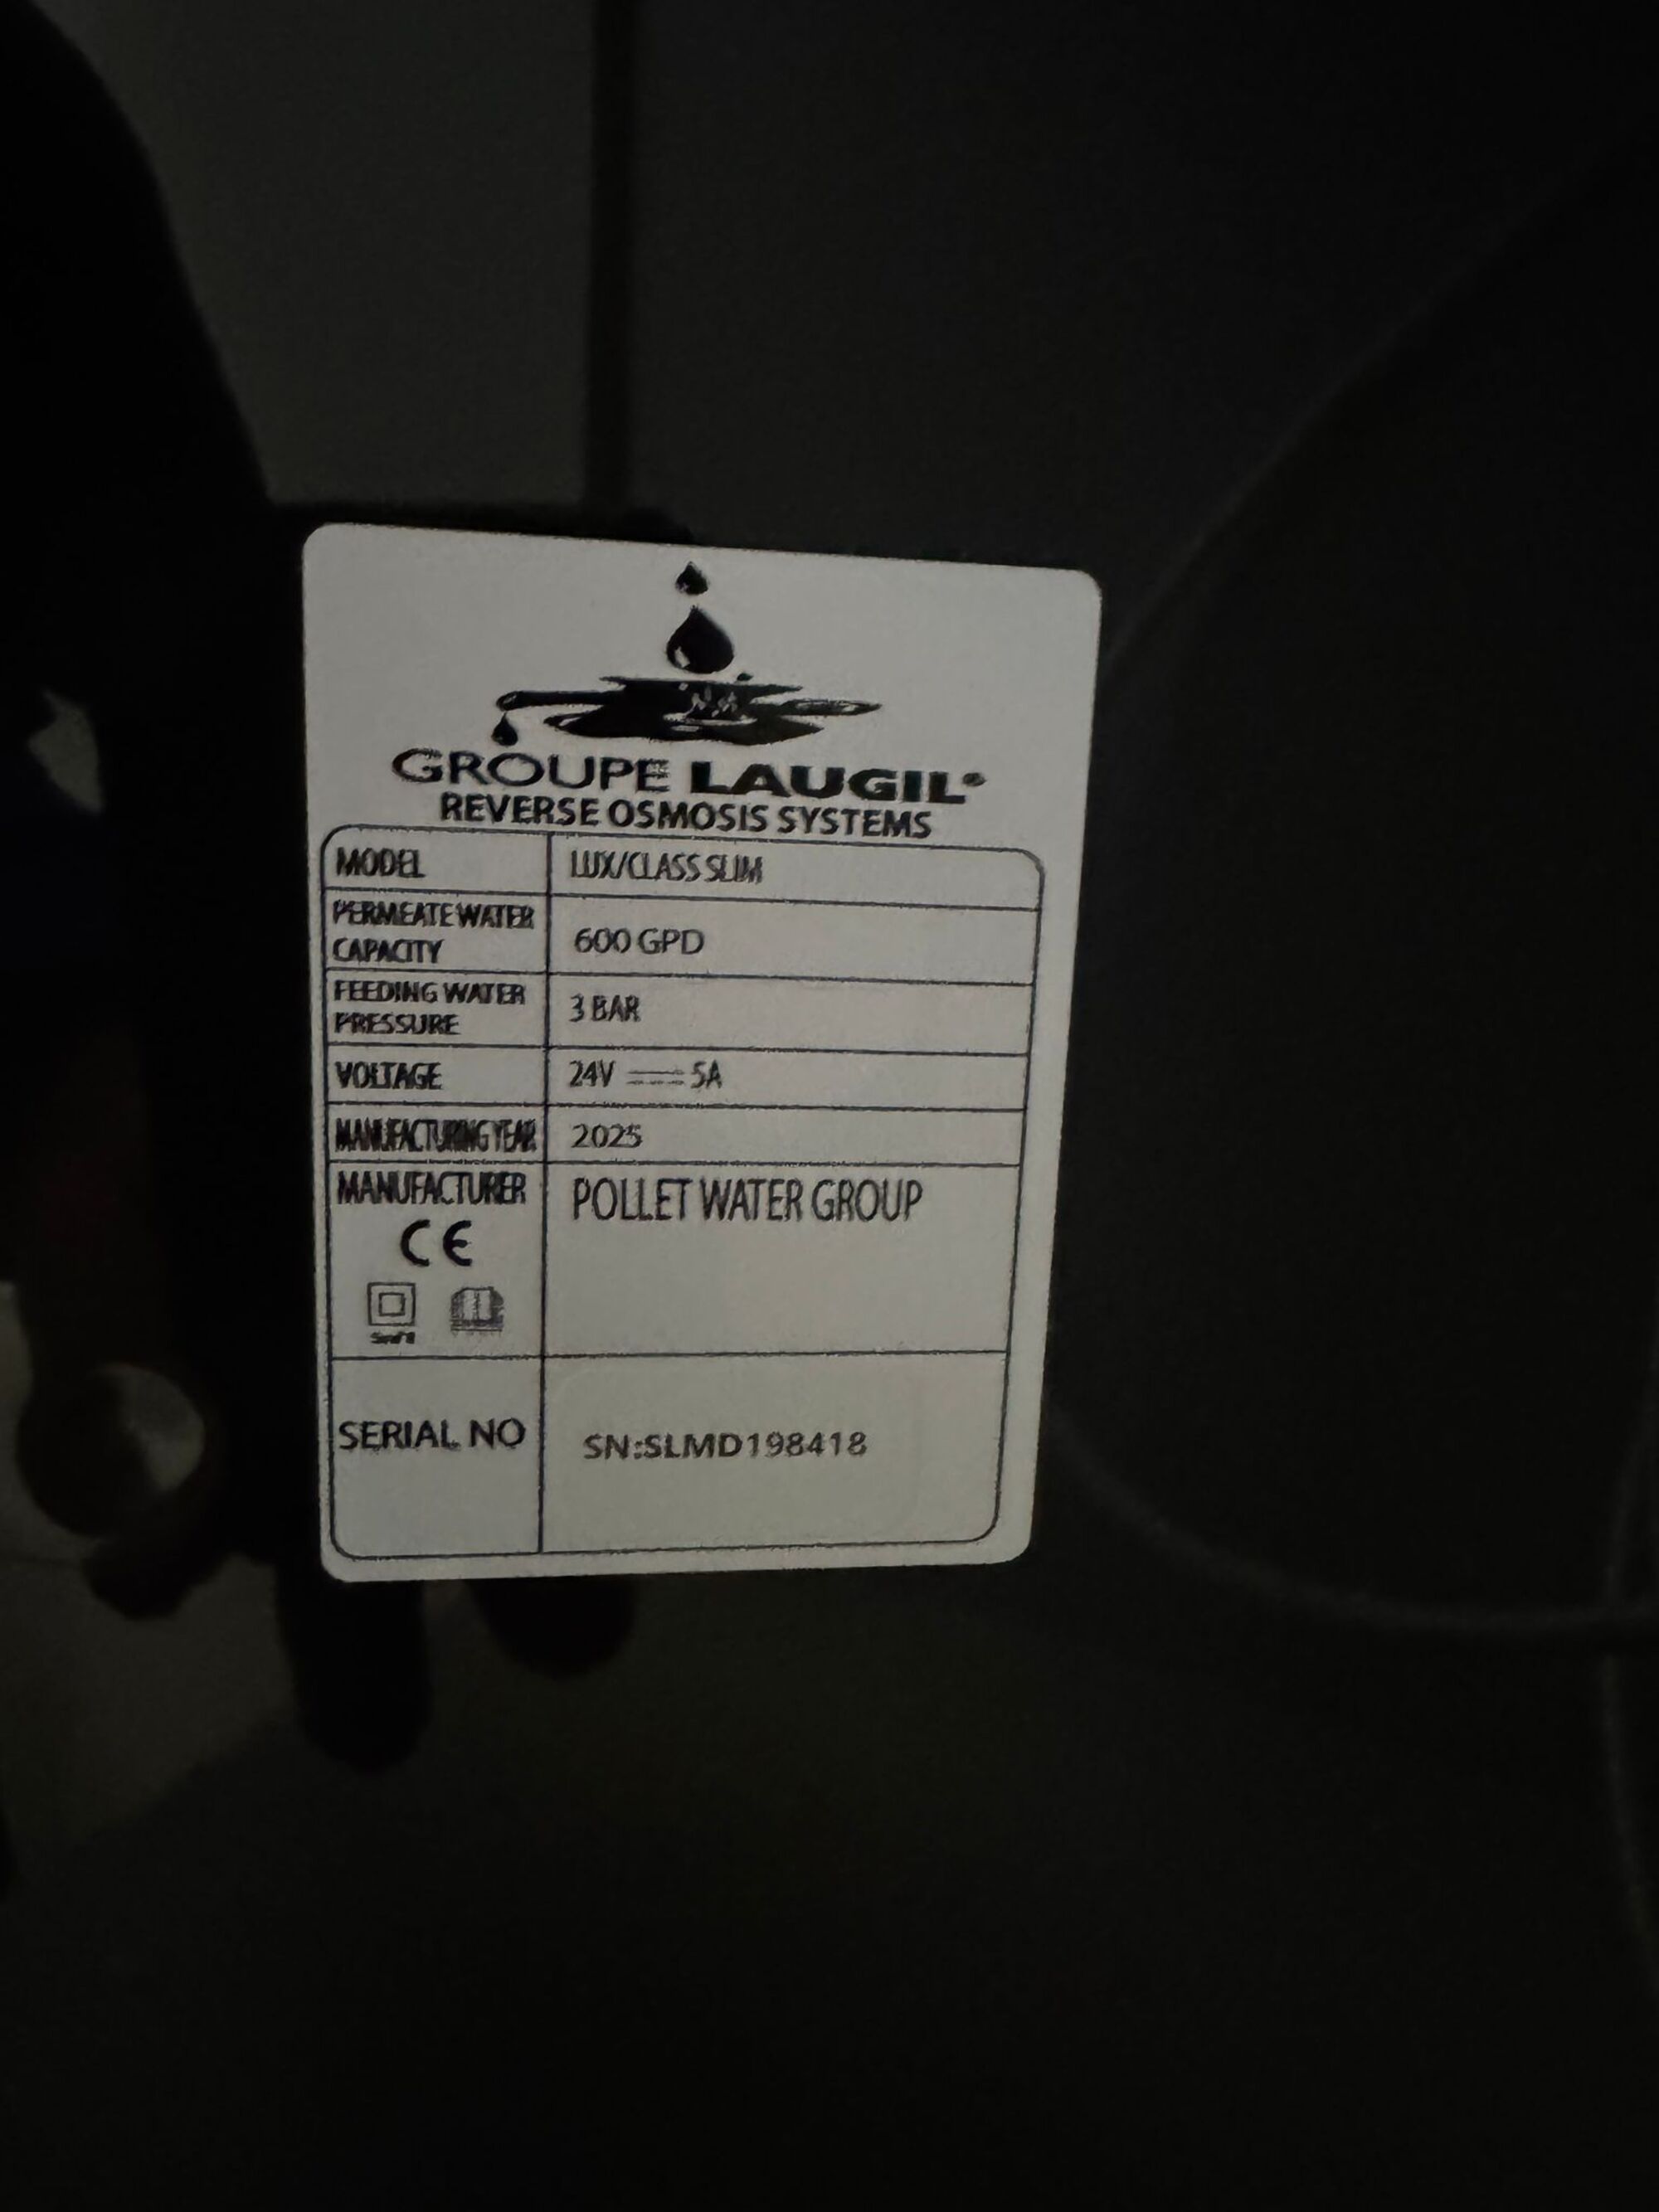 GROUPE LAUGIL®
REVERSE OSMOSIS SYSTEMS
MODEL LUX/CLASS SLIM
PERMEATE WATER CAPACITY 600 GPD
FEEDING WATER PRESSURE 3 BAR
VOLTAGE 24V ⎓ 5A
MANUFACTURING YEAR 2025
MANUFACTURER POLLET WATER GROUP
CE
SERIAL NO SN:SLMD198418